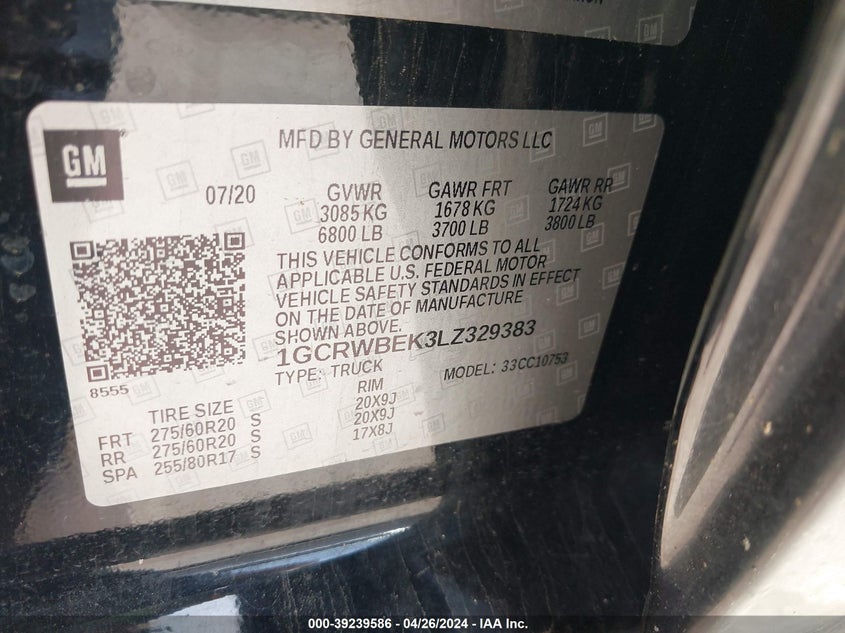 GM
MFD BY GENERAL MOTORS LLC
07/20 GVWR GAWR FRT GAWR RR
3085 KG 1678 KG 1724 KG
6800 LB 3700 LB 3800 LB
THIS VEHICLE CONFORMS TO ALL
APPLICABLE U.S. FEDERAL MOTOR
VEHICLE SAFETY STANDARDS IN EFFECT
ON THE DATE OF MANUFACTURE
SHOWN ABOVE.
1GCRWBEK3LZ329383
TYPE: TRUCK MODEL: 33CC10753
8555
TIRE SIZE RIM
FRT 275/60R20 S 20X9J
RR 275/60R20 S 20X9J
SPA 255/80R17 S 17X8J
000-39239586 - 04/26/2024 - IAA Inc.